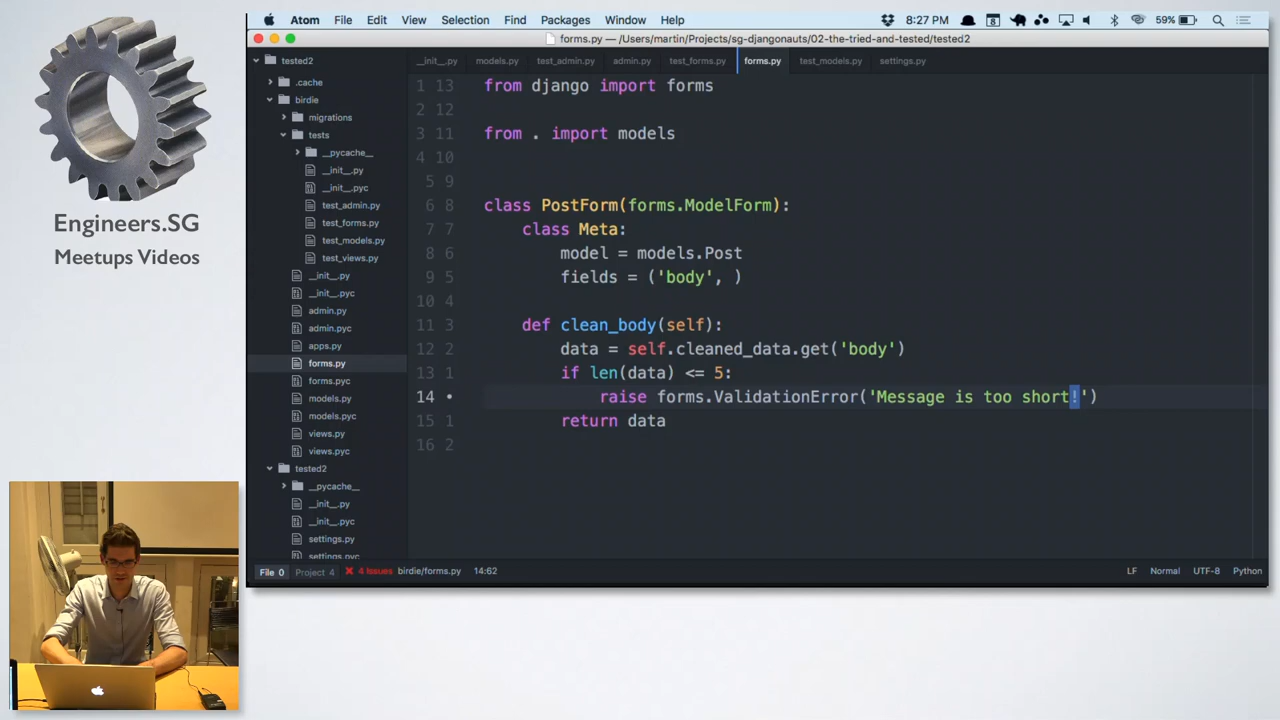 Atom File Edit View Selection Find Packages Window Help 8:27 PM 8 59%
forms.py — /Users/martin/Projects/sg-djangonauts/02-the-tried-and-tested/tested2
tested2
.cache
birdie
migrations
tests
__pycache__
__init__.py
__init__.pyc
test_admin.py
test_forms.py
test_models.py
test_views.py
__init__.py
__init__.pyc
admin.py
admin.pyc
apps.py
forms.py
forms.pyc
models.py
models.pyc
views.py
views.pyc
tested2
__pycache__
__init__.py
__init__.pyc
settings.py
settings.pyc
__init__.py models.py test_admin.py admin.py test_forms.py forms.py test_models.py settings.py
1 13 from django import forms
2 12
3 11 from . import models
4 10
5 9
6 8 class PostForm(forms.ModelForm):
7 7 class Meta:
8 6 model = models.Post
9 5 fields = ('body', )
10 4
11 3 def clean_body(self):
12 2 data = self.cleaned_data.get('body')
13 1 if len(data) <= 5:
14 • raise forms.ValidationError('Message is too short!')
15 1 return data
16 2
File 0 Project 4 4 Issues birdie/forms.py 14:62 LF Normal UTF-8 Python
Engineers.SG
Meetups Videos